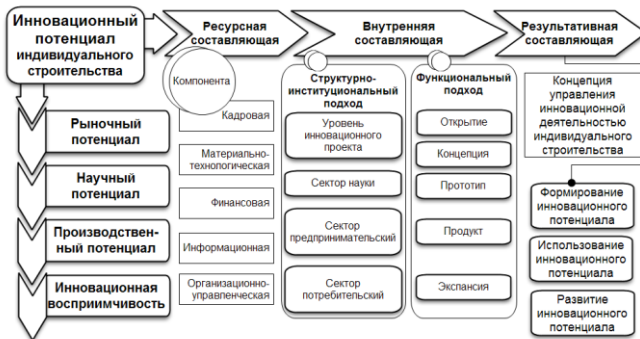 Инновационный
потенциал
индивидуального
строительства
Ресурсная
составляющая
Внутренняя
составляющая
Результативная
составляющая
Рыночный
потенциал
Научный
потенциал
Производствен-
ный потенциал
Инновационная
восприимчивость
Компонента
Кадровая
Материально-
технологическая
Финансовая
Информационная
Организационно-
управленческая
Структурно-
институциональный
подход
Уровень
инновационного
проекта
Сектор науки
Сектор
предпринимательский
Сектор
потребительский
Функциональный
подход
Открытие
Концепция
Прототип
Продукт
Экспансия
Концепция
управления
инновационной
деятельностью
индивидуального
строительства
Формирование
инновационного
потенциала
Использование
инновационного
потенциала
Развитие
инновационного
потенциала